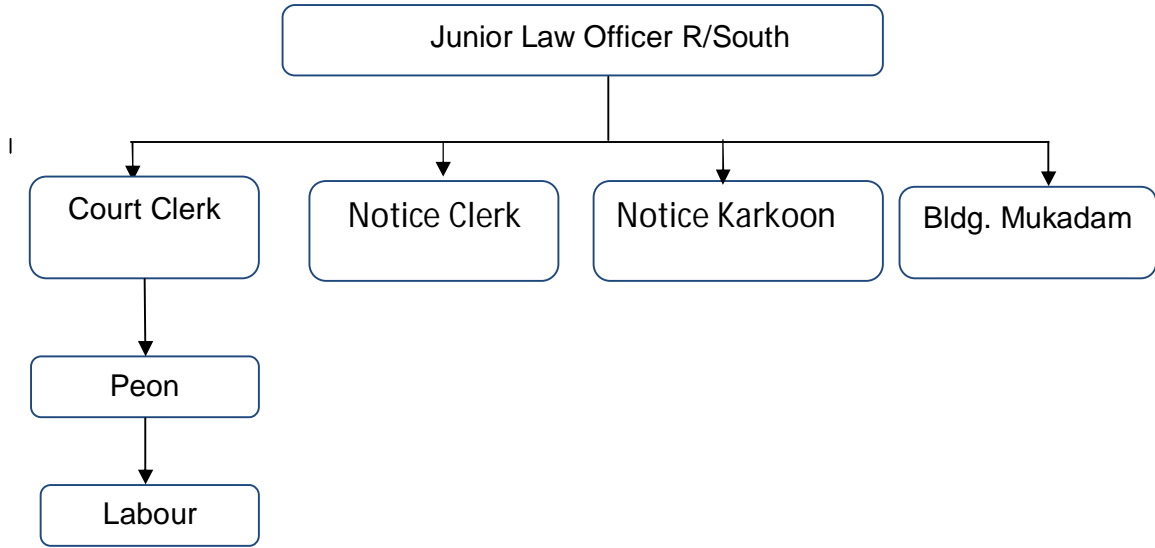 Junior Law Officer R/South
Court Clerk
Notice Clerk
Notice Karkoon
Bldg. Mukadam
Peon
Labour